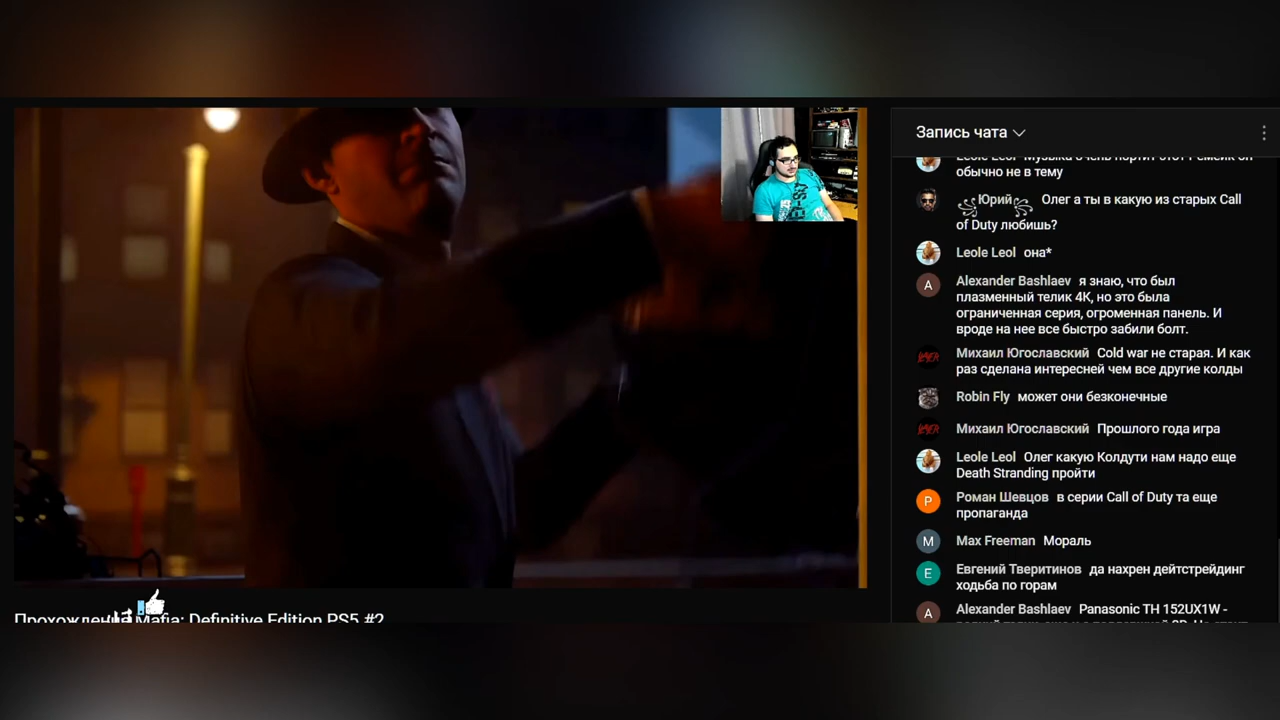 Запись чата
Leole Leol Музыка очень портит этот Ремейк он
обычно не в тему
Юрий Олег а ты в какую из старых Call
of Duty любишь?
Leole Leol она*
A
Alexander Bashlaev я знаю, что был
плазменный телик 4К, но это была
ограниченная серия, огроменная панель. И
вроде на нее все быстро забили болт.
Михаил Югославский Cold war не старая. И как
раз сделана интересней чем все другие колды
Robin Fly может они безконечные
Михаил Югославский Прошлого года игра
Leole Leol Олег какую Колдути нам надо еще
Death Stranding пройти
Р
Роман Шевцов в серии Call of Duty та еще
пропаганда
M
Max Freeman Мораль
Е
Евгений Тверитинов да нахрен дейтстрейдинг
ходьба по горам
A
Alexander Bashlaev Panasonic TH 152UX1W -
Прохождения Mafia: Definitive Edition PS5 #2